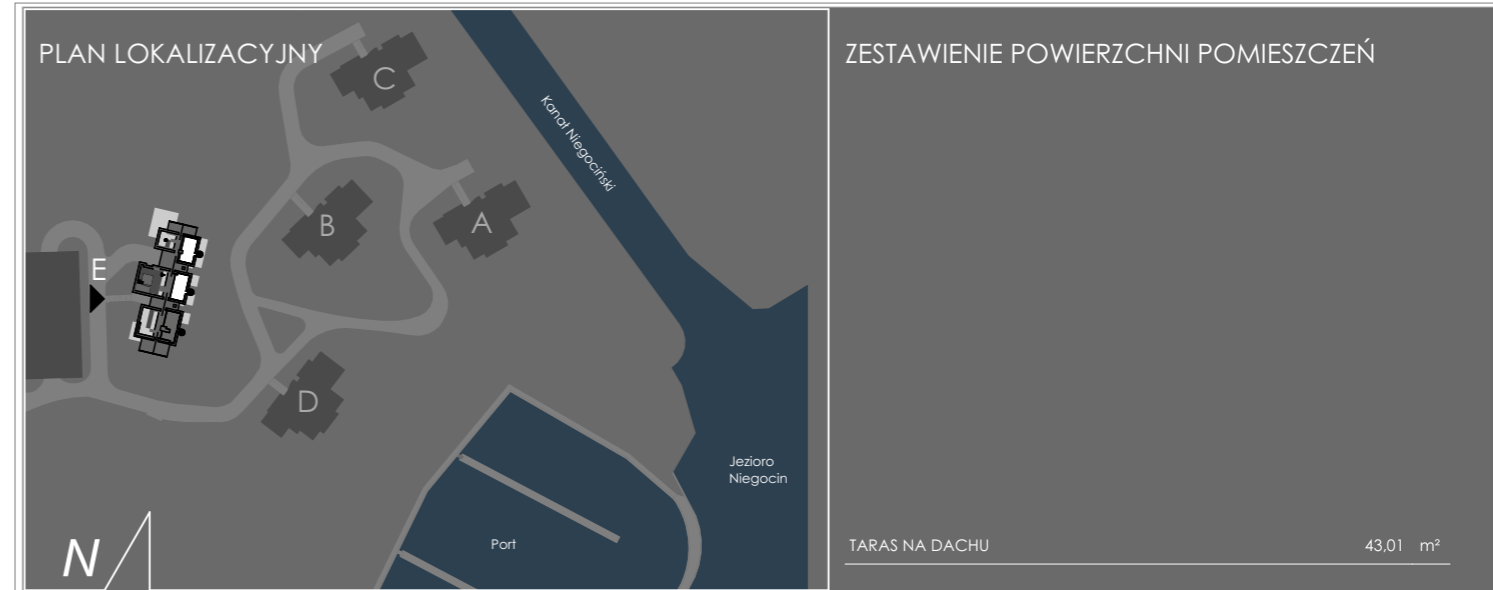 PLAN LOKALIZACYJNY
C
Kanał Niegociński
B
A
E
D
Jezioro
Niegocin
Port
N
ZESTAWIENIE POWIERZCHNI POMIESZCZEŃ
TARAS NA DACHU 43,01 m²